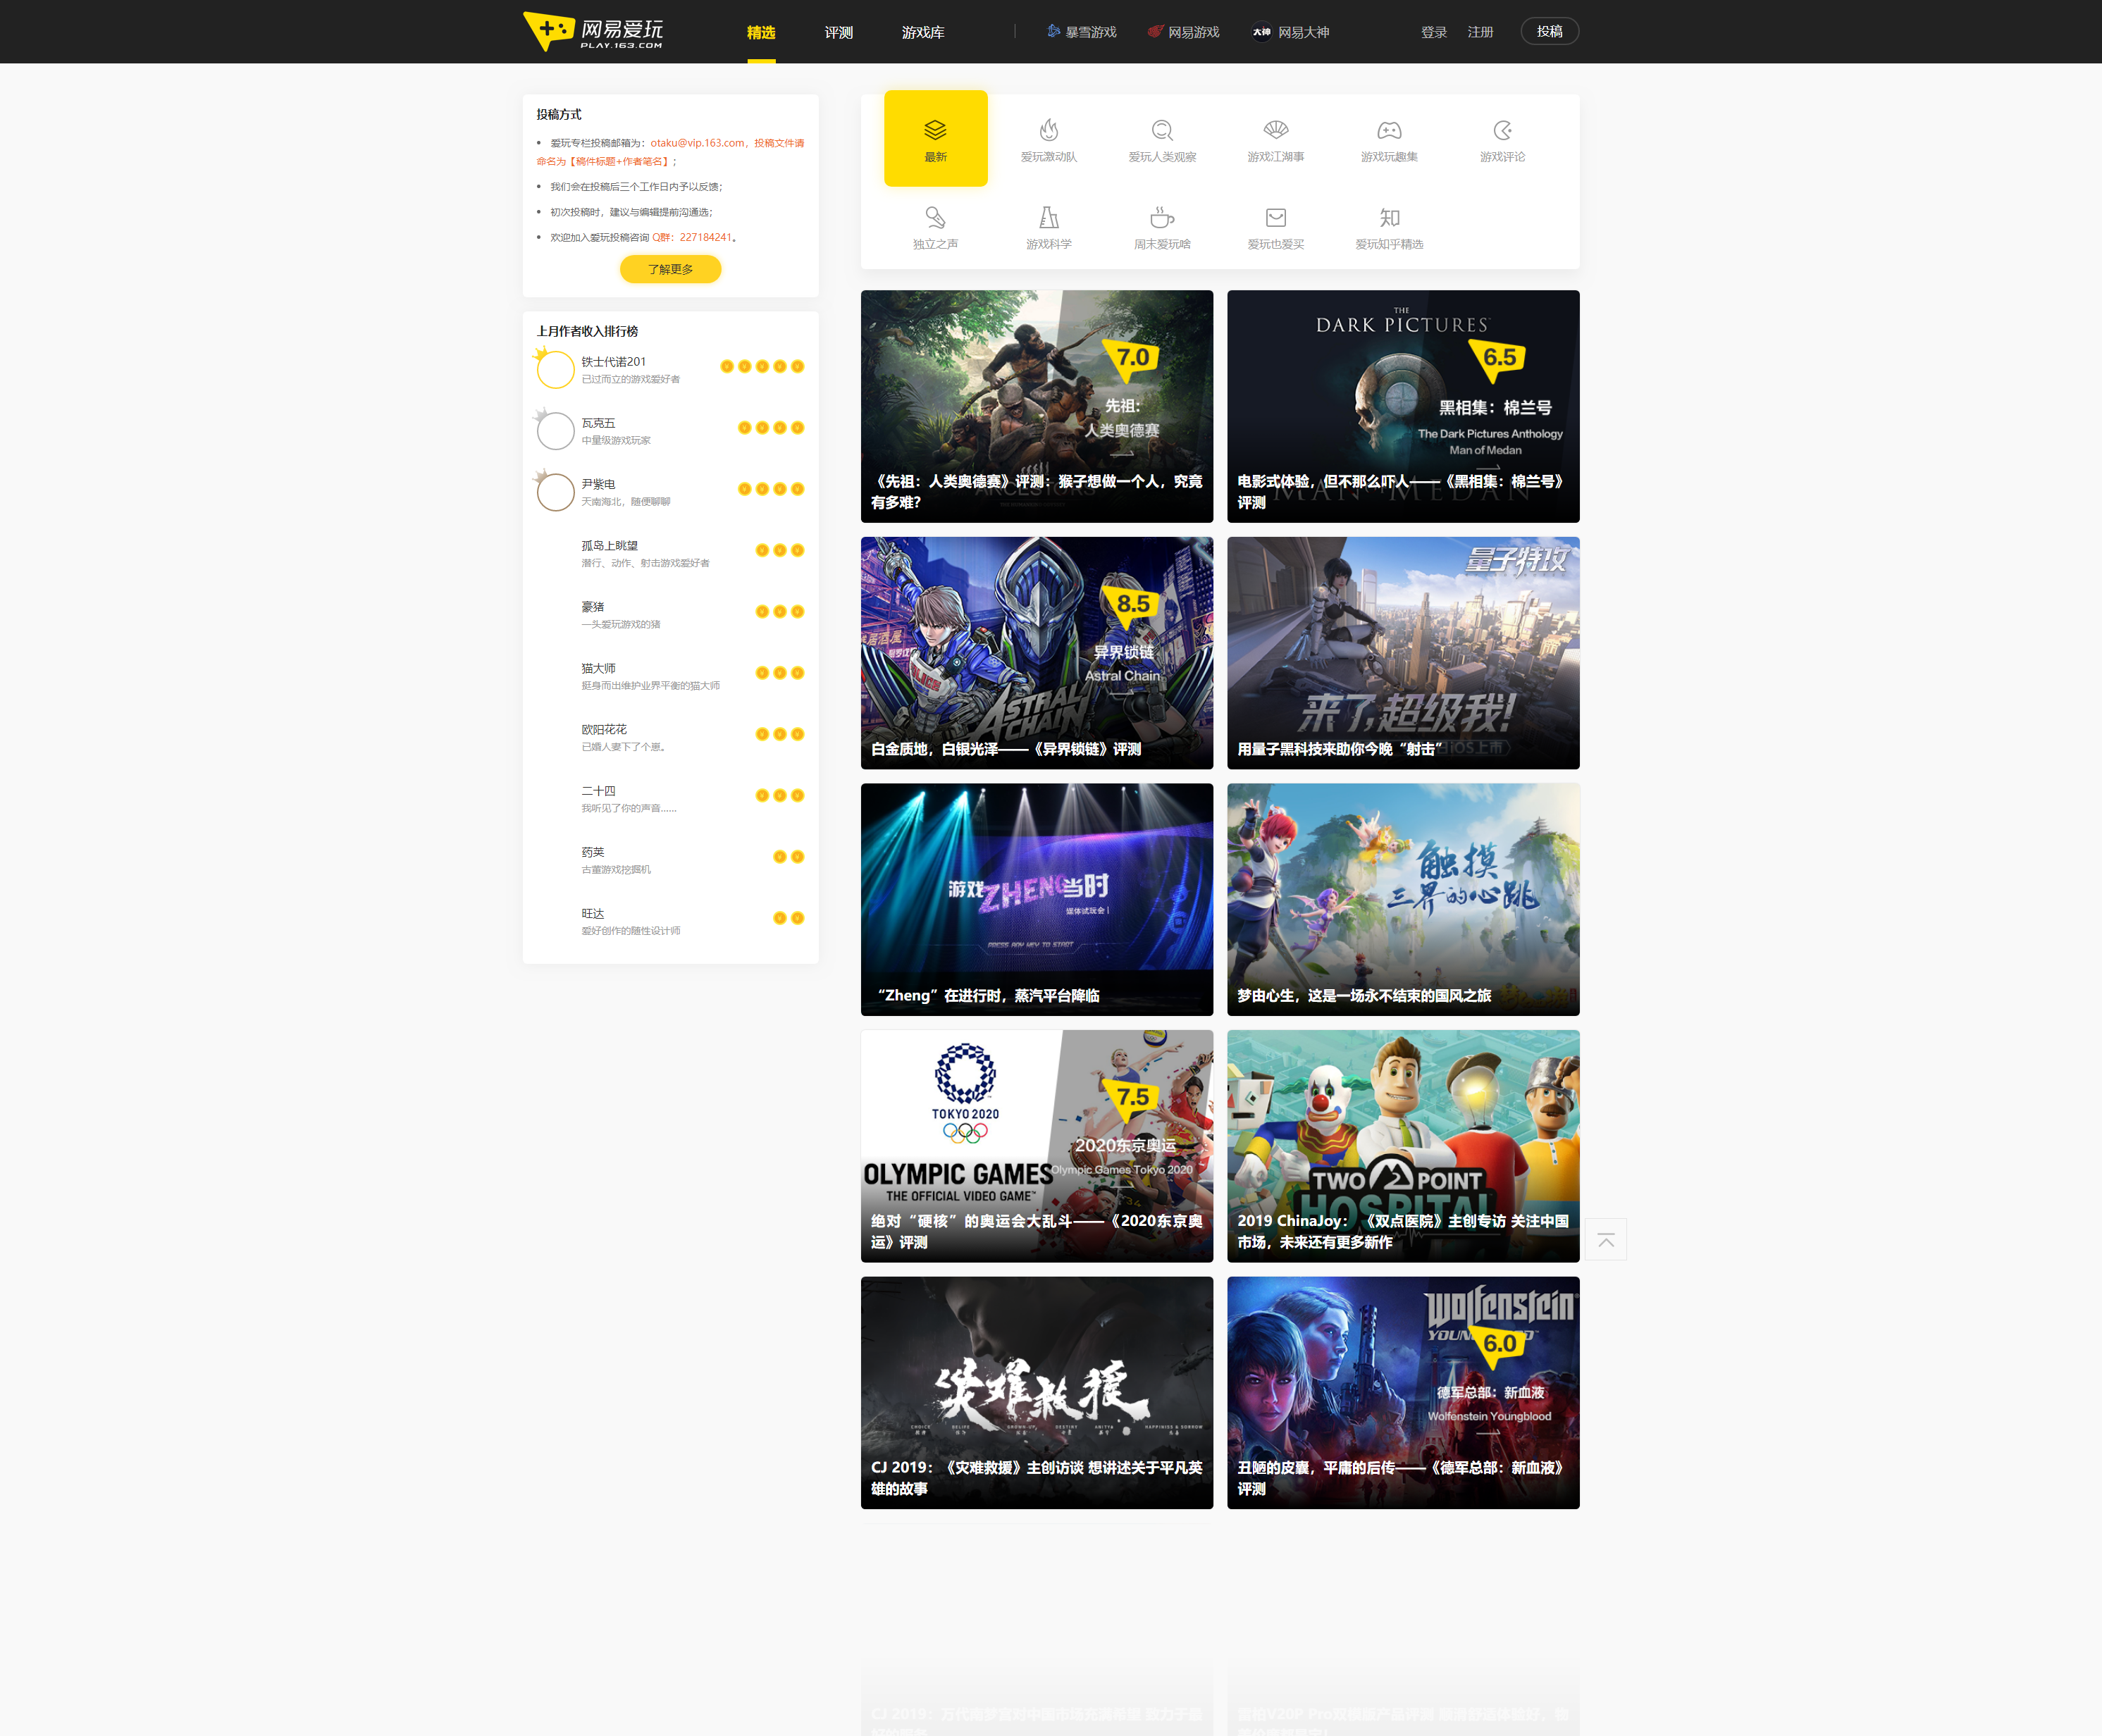 网易爱玩
PLAY.163.COM
精选
评测
游戏库
暴雪游戏
网易游戏
大神
网易大神
登录
注册
投稿
投稿方式
爱玩专栏投稿邮箱为：otaku@vip.163.com，投稿文件请
命名为【稿件标题+作者笔名】；
我们会在投稿后三个工作日内予以反馈；
初次投稿时，建议与编辑提前沟通选；
欢迎加入爱玩投稿咨询 Q群：227184241。
了解更多
上月作者收入排行榜
铁士代诺201
已过而立的游戏爱好者
瓦克五
中量级游戏玩家
尹紫电
天南海北，随便聊聊
孤岛上眺望
潜行、动作、射击游戏爱好者
豪猪
一头爱玩游戏的猪
猫大师
挺身而出维护业界平衡的猫大师
欧阳花花
已婚人妻下了个崽。
二十四
我听见了你的声音……
药英
古董游戏挖掘机
旺达
爱好创作的随性设计师
最新
爱玩激动队
爱玩人类观察
游戏江湖事
游戏玩趣集
游戏评论
独立之声
游戏科学
周末爱玩啥
爱玩也爱买
知
爱玩知乎精选
7.0
先祖：
人类奥德赛
《先祖：人类奥德赛》评测：猴子想做一个人，究竟
有多难？
THE
DARK PICTURES
6.5
黑相集：棉兰号
The Dark Pictures Anthology
Man of Medan
MAN OF MEDAN
电影式体验，但不那么吓人——《黑相集：棉兰号》
评测
8.5
异界锁链
Astral Chain
ASTRAL
CHAIN
白金质地，白银光泽——《异界锁链》评测
量子特攻
来了,超级我!
iOS上市
用量子黑科技来助你今晚“射击”
游戏ZHENG当时
媒体试玩会
PRESS ANY KEY TO START
“Zheng”在进行时，蒸汽平台降临
触摸
三界的心跳
梦由心生，这是一场永不结束的国风之旅
TOKYO 2020
7.5
2020东京奥运
Olympic Games Tokyo 2020
OLYMPIC GAMES
THE OFFICIAL VIDEO GAME™
绝对“硬核”的奥运会大乱斗——《2020东京奥
运》评测
TWO POINT
HOSPITAL
2019 ChinaJoy：《双点医院》主创专访 关注中国
市场，未来还有更多新作
灾难救援
CJ 2019：《灾难救援》主创访谈 想讲述关于平凡英
雄的故事
Wolfenstein
6.0
德军总部：新血液
Wolfenstein Youngblood
丑陋的皮囊，平庸的后传——《德军总部：新血液》
评测